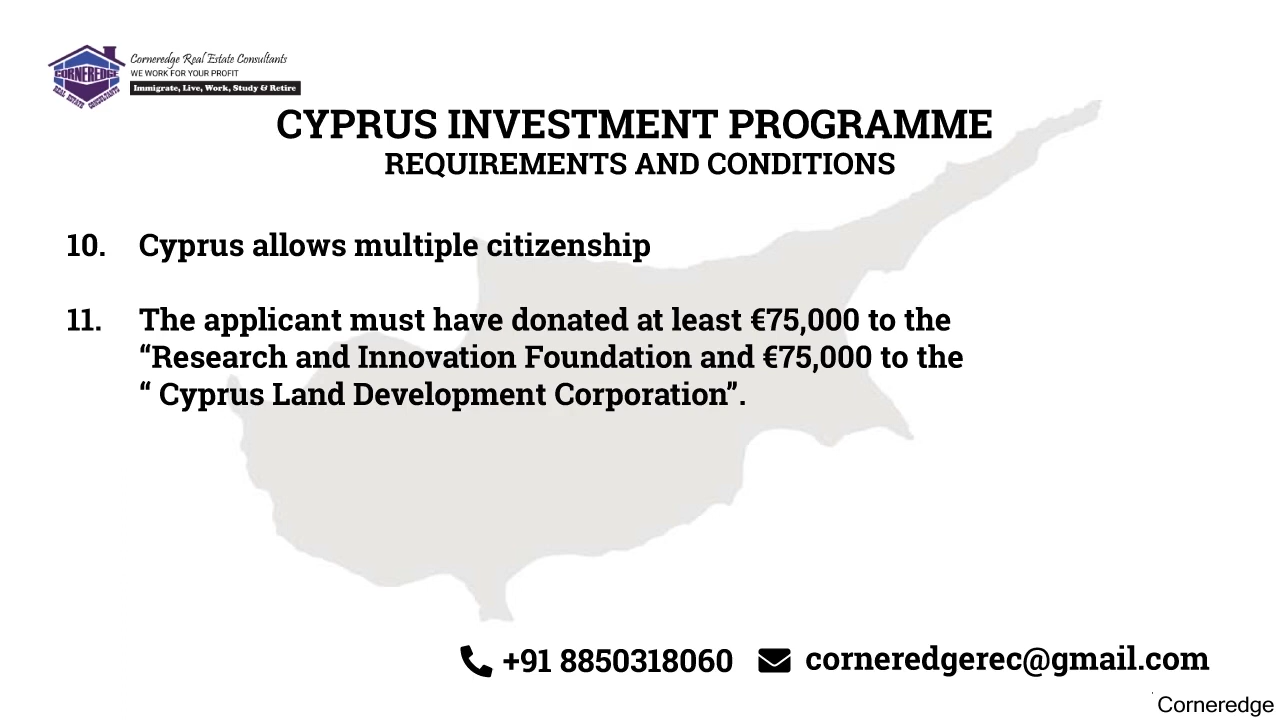 CORNEREDGE
REAL ESTATE CONSULTANTS
Corneredge Real Estate Consultants
WE WORK FOR YOUR PROFIT
Immigrate, Live, Work, Study & Retire
CYPRUS INVESTMENT PROGRAMME
REQUIREMENTS AND CONDITIONS
10. Cyprus allows multiple citizenship
11. The applicant must have donated at least €75,000 to the
“Research and Innovation Foundation and €75,000 to the
“ Cyprus Land Development Corporation”.
+91 8850318060 corneredgerec@gmail.com
Corneredge